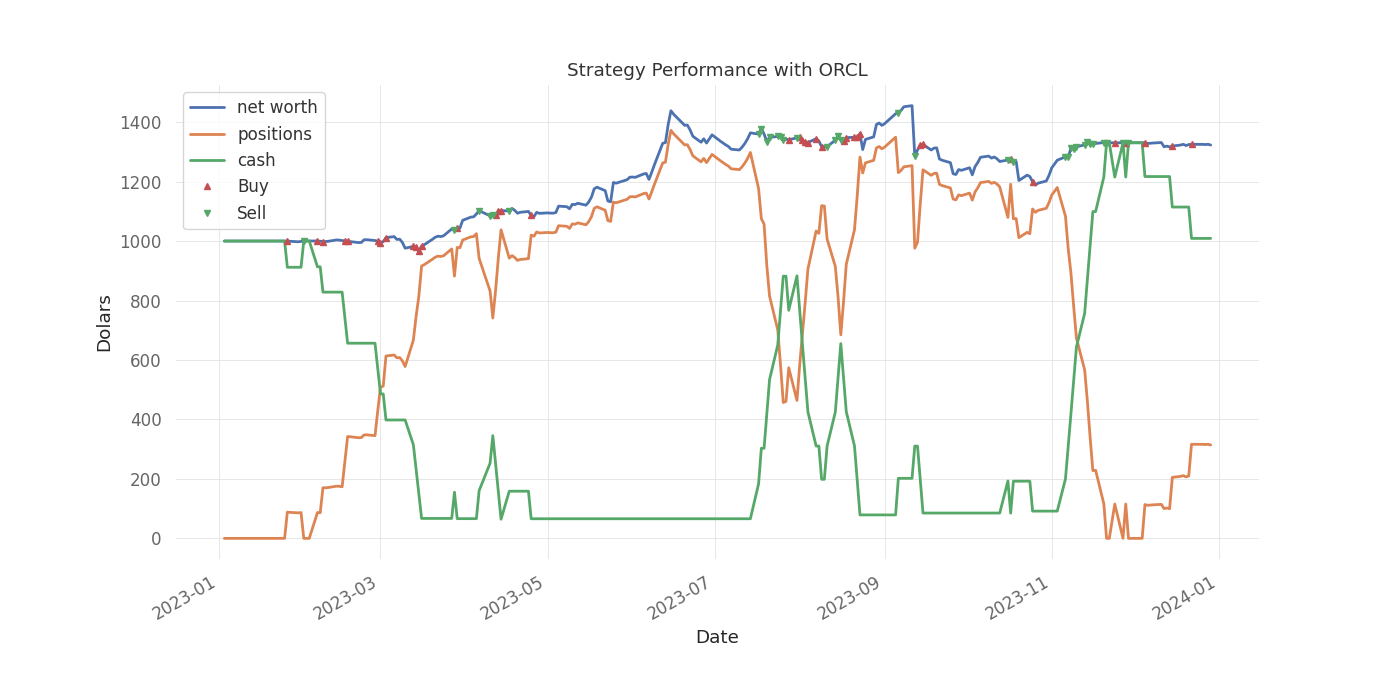 Strategy Performance with ORCL
net worth
positions
cash
Buy
Sell
1400
1200
1000
800
600
400
200
0
Dolars
2023-01
2023-03
2023-05
2023-07
2023-09
2023-11
2024-01
Date